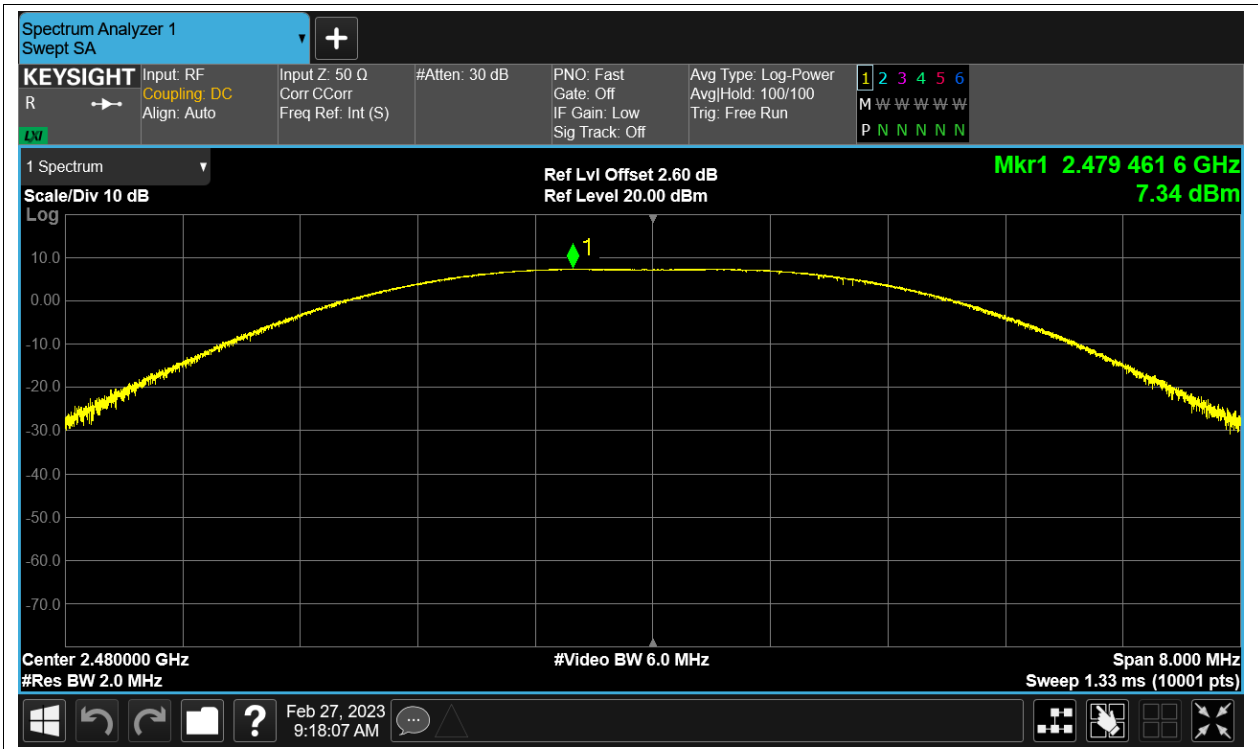 Spectrum Analyzer 1
Swept SA
KEYSIGHT
R
LXI
Input: RF
Coupling: DC
Align: Auto
Input Z: 50 Ω
Corr CCorr
Freq Ref: Int (S)
#Atten: 30 dB
PNO: Fast
Gate: Off
IF Gain: Low
Sig Track: Off
Avg Type: Log-Power
Avg|Hold: 100/100
Trig: Free Run
1 2 3 4 5 6
M W W W W W
P N N N N N
1 Spectrum
Scale/Div 10 dB
Log
Ref Lvl Offset 2.60 dB
Ref Level 20.00 dBm
Mkr1 2.479 461 6 GHz
7.34 dBm
1
10.0
0.00
-10.0
-20.0
-30.0
-40.0
-50.0
-60.0
-70.0
Center 2.480000 GHz
#Res BW 2.0 MHz
#Video BW 6.0 MHz
Span 8.000 MHz
Sweep 1.33 ms (10001 pts)
?
Feb 27, 2023
9:18:07 AM